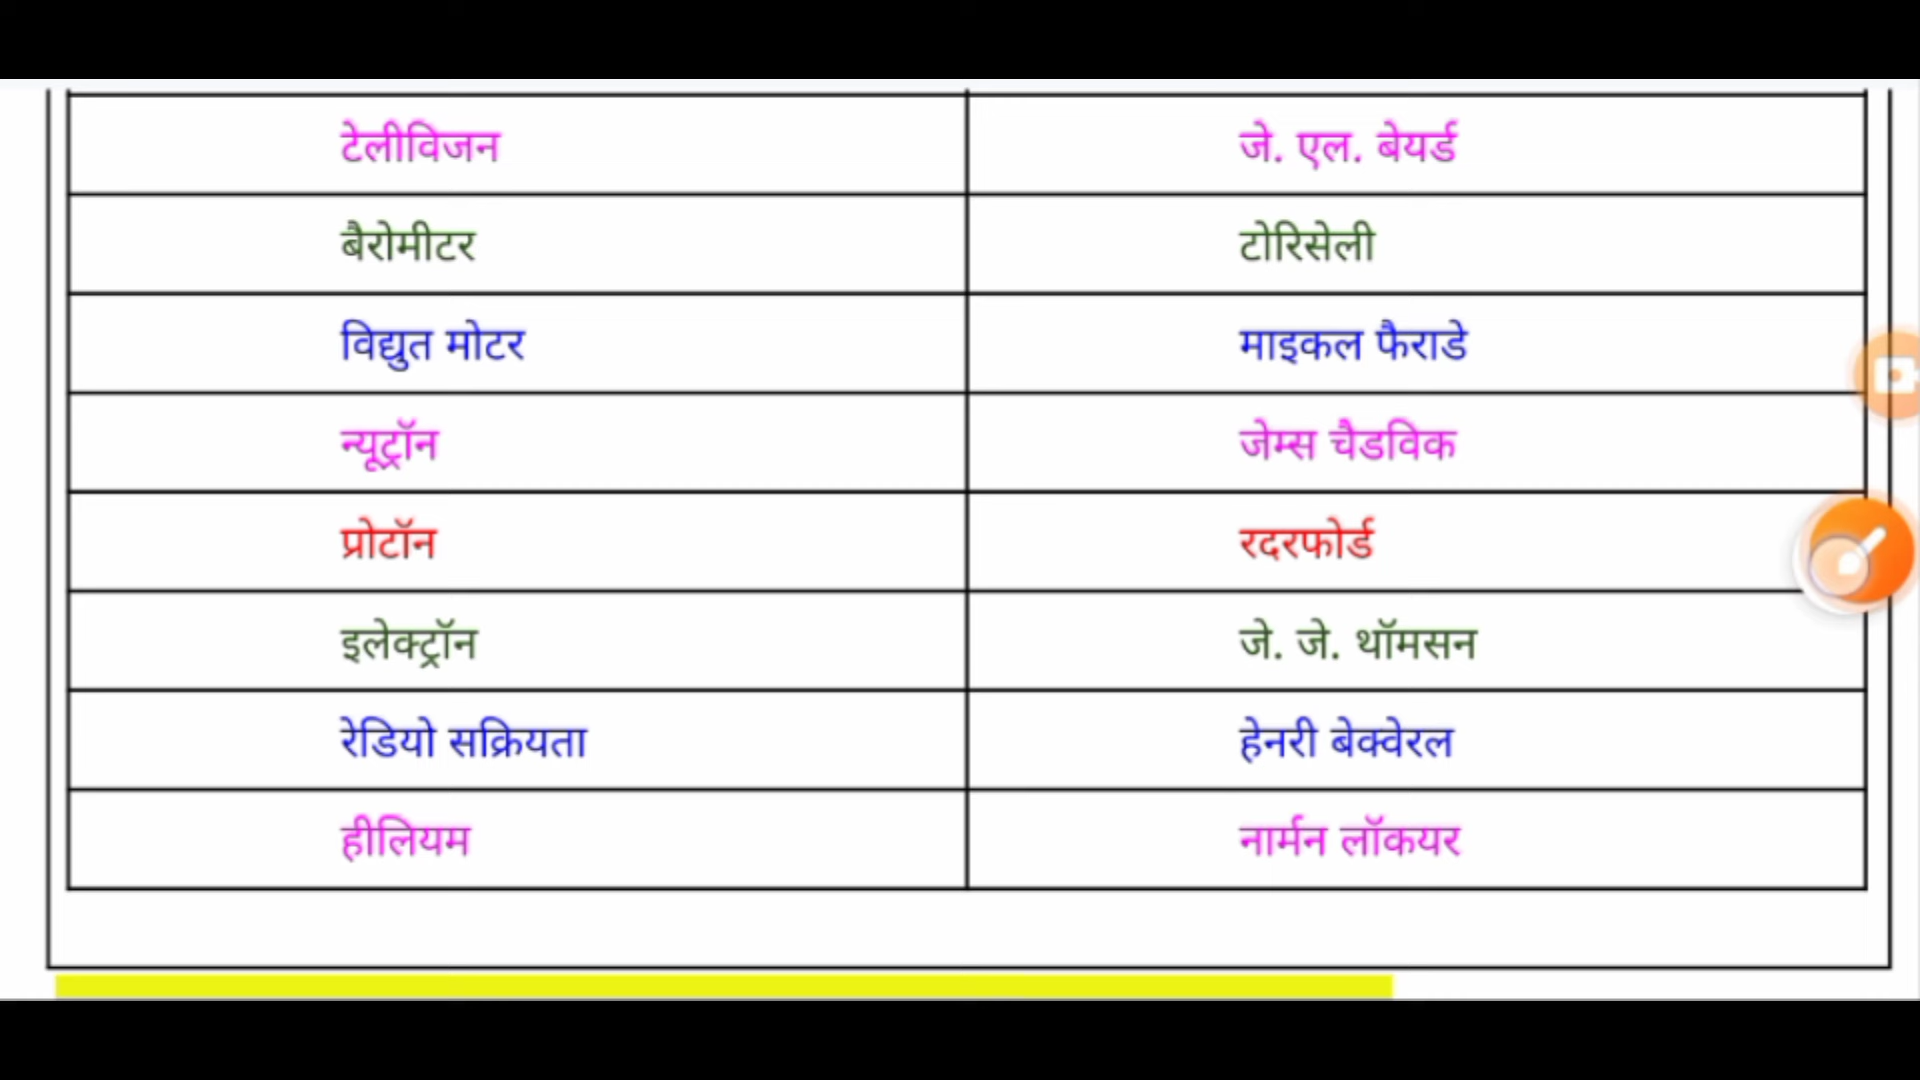 टेलीविजन जे. एल. बेयर्ड
बैरोमीटर टोरिसेली
विद्युत मोटर माइकल फैराडे
न्यूट्रॉन जेम्स चैडविक
प्रोटॉन रदरफोर्ड
इलेक्ट्रॉन जे. जे. थॉमसन
रेडियो सक्रियता हेनरी बेक्वेरल
हीलियम नार्मन लॉकयर